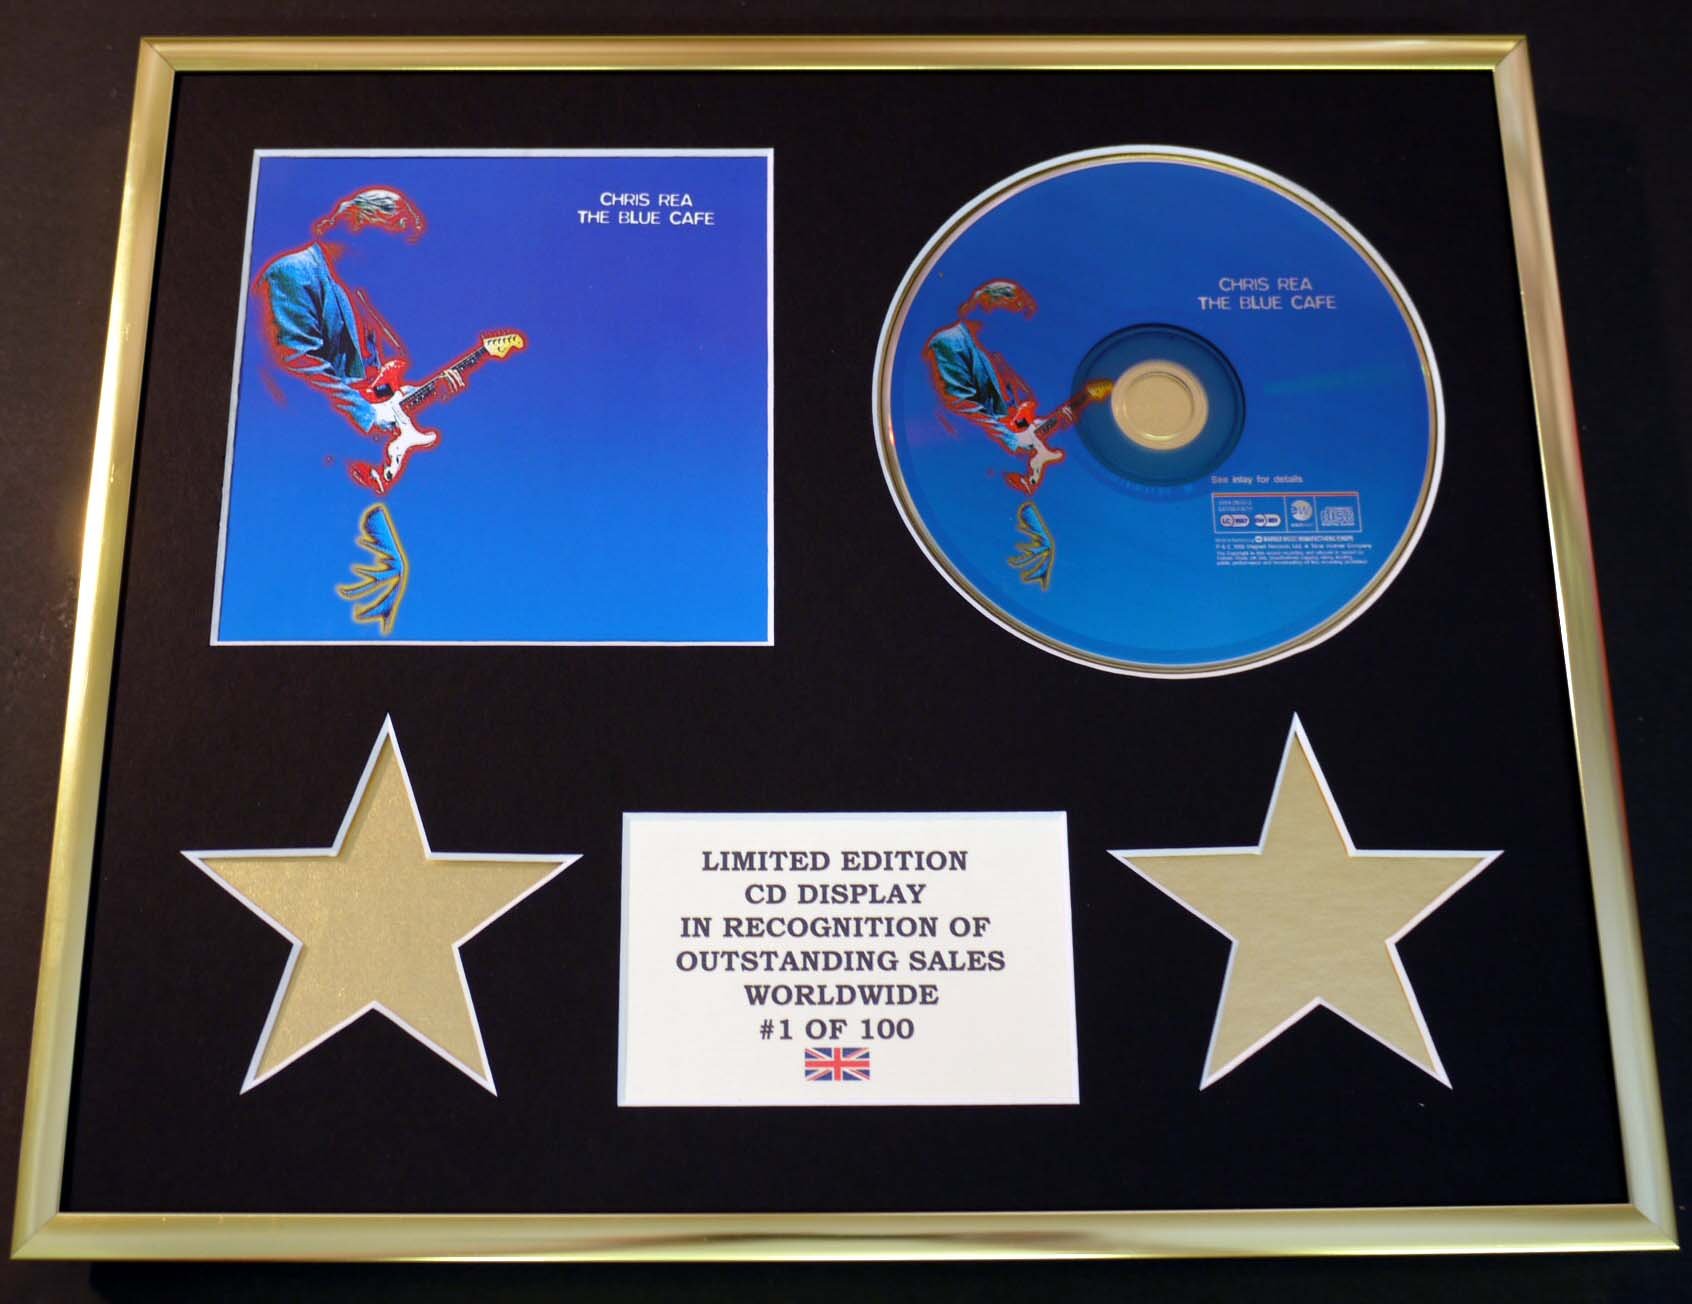 CHRIS REA
THE BLUE CAFE
CHRIS REA
THE BLUE CAFE
See inlay for details
LIMITED EDITION
CD DISPLAY
IN RECOGNITION OF
OUTSTANDING SALES
WORLDWIDE
#1 OF 100